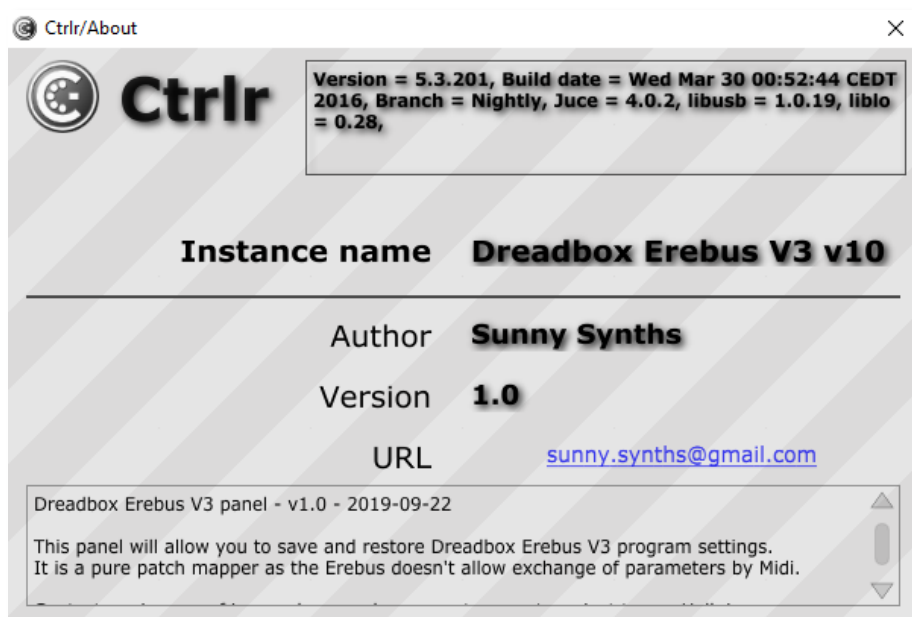 Ctrlr/About
Ctrlr
Version = 5.3.201, Build date = Wed Mar 30 00:52:44 CEDT
2016, Branch = Nightly, Juce = 4.0.2, libusb = 1.0.19, liblo
= 0.28,
Instance name Dreadbox Erebus V3 v10
Author Sunny Synths
Version 1.0
URL sunny.synths@gmail.com
Dreadbox Erebus V3 panel - v1.0 - 2019-09-22
This panel will allow you to save and restore Dreadbox Erebus V3 program settings.
It is a pure patch mapper as the Erebus doesn't allow exchange of parameters by Midi.